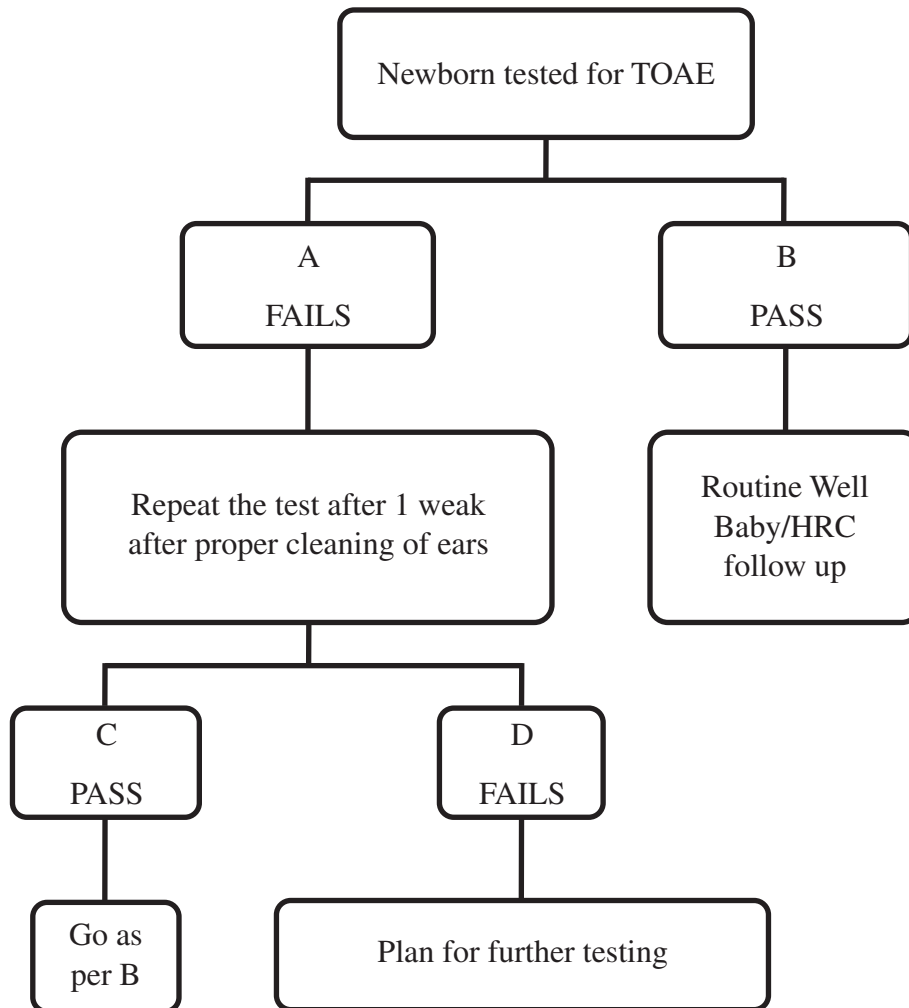 Newborn tested for TOAE
A
FAILS
B
PASS
Repeat the test after 1 weak
after proper cleaning of ears
Routine Well
Baby/HRC
follow up
C
PASS
D
FAILS
Go as
per B
Plan for further testing